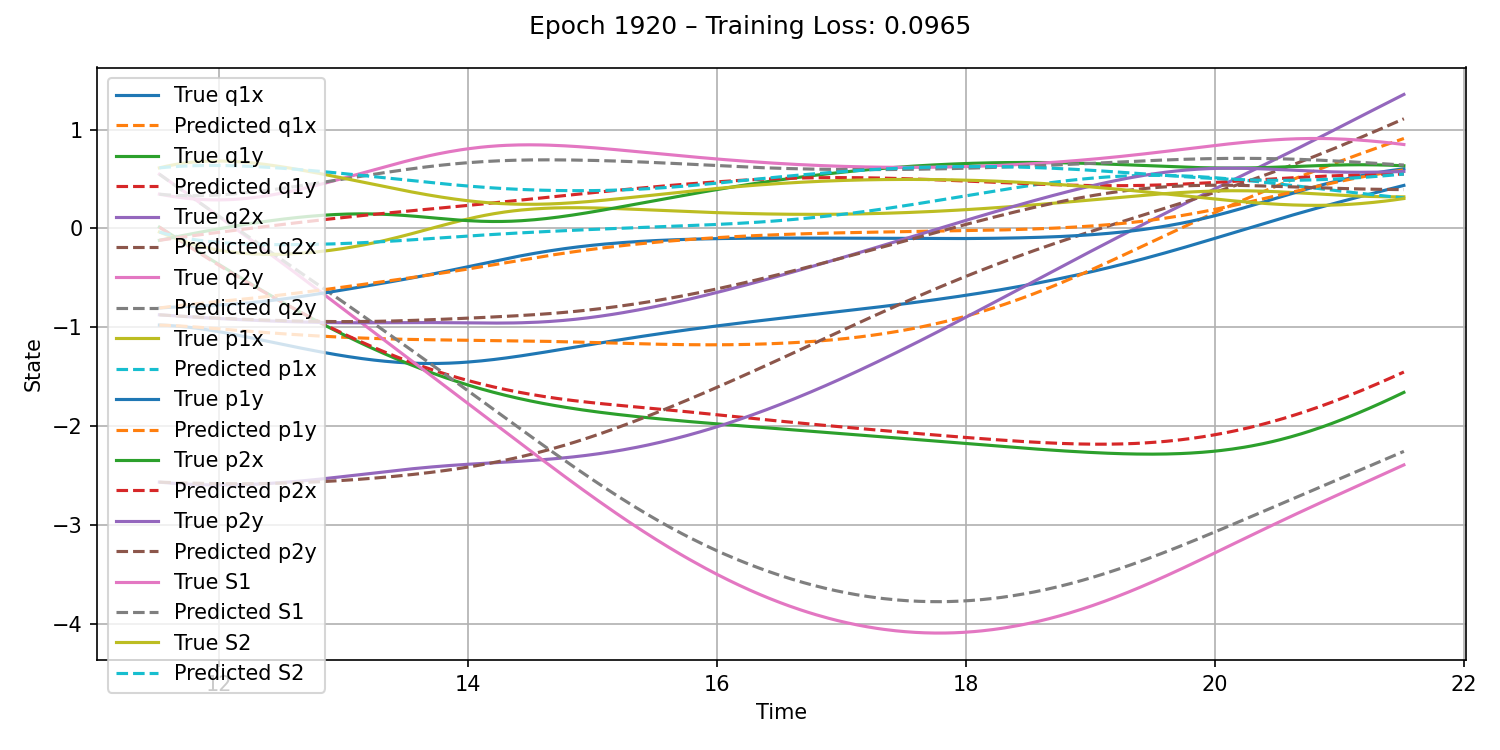 Epoch 1920 – Training Loss: 0.0965
True q1x
Predicted q1x
True q1y
Predicted q1y
True q2x
Predicted q2x
True q2y
Predicted q2y
True p1x
Predicted p1x
True p1y
Predicted p1y
True p2x
Predicted p2x
True p2y
Predicted p2y
True S1
Predicted S1
True S2
Predicted S2
1
0
−1
−2
−3
−4
State
12
14
16
18
20
22
Time